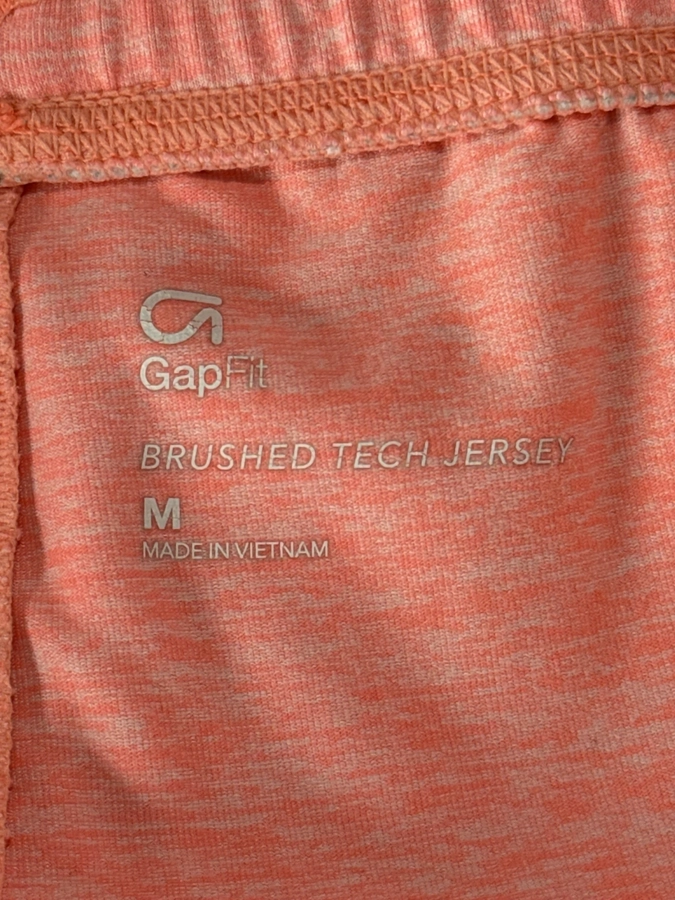 GapFit
BRUSHED TECH JERSEY
M
MADE IN VIETNAM